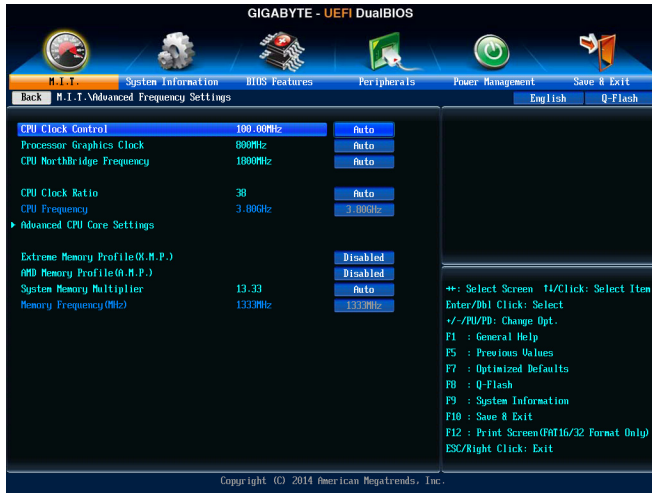 GIGABYTE - UEFI DualBIOS
M.I.T.
System Information
BIOS Features
Peripherals
Power Management
Save & Exit
Back
M.I.T.\Advanced Frequency Settings
English
Q-Flash
CPU Clock Control 100.00MHz Auto
Processor Graphics Clock 800MHz Auto
CPU NorthBridge Frequency 1800MHz Auto
CPU Clock Ratio 38 Auto
CPU Frequency 3.80GHz 3.80GHz
Advanced CPU Core Settings
Extreme Memory Profile(X.M.P.) Disabled
AMD Memory Profile(A.M.P.) Disabled
System Memory Multiplier 13.33 Auto
Memory Frequency(MHz) 1333MHz 1333MHz
→←: Select Screen ↑↓/Click: Select Item
Enter/Dbl Click: Select
+/-/PU/PD: Change Opt.
F1 : General Help
F5 : Previous Values
F7 : Optimized Defaults
F8 : Q-Flash
F9 : System Information
F10 : Save & Exit
F12 : Print Screen(FAT16/32 Format Only)
ESC/Right Click: Exit
Copyright (C) 2014 American Megatrends, Inc.